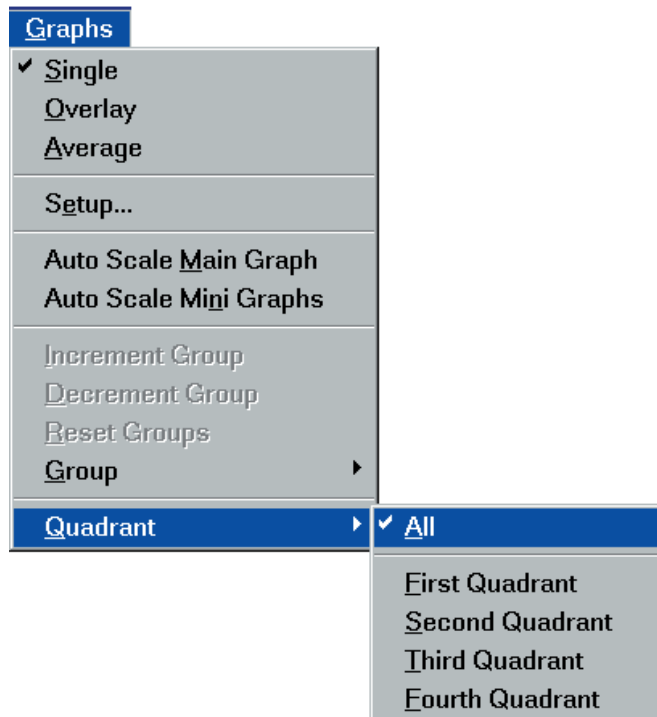 Graphs
Single
Overlay
Average
Setup...
Auto Scale Main Graph
Auto Scale Mini Graphs
Increment Group
Decrement Group
Reset Groups
Group
Quadrant
All
First Quadrant
Second Quadrant
Third Quadrant
Fourth Quadrant